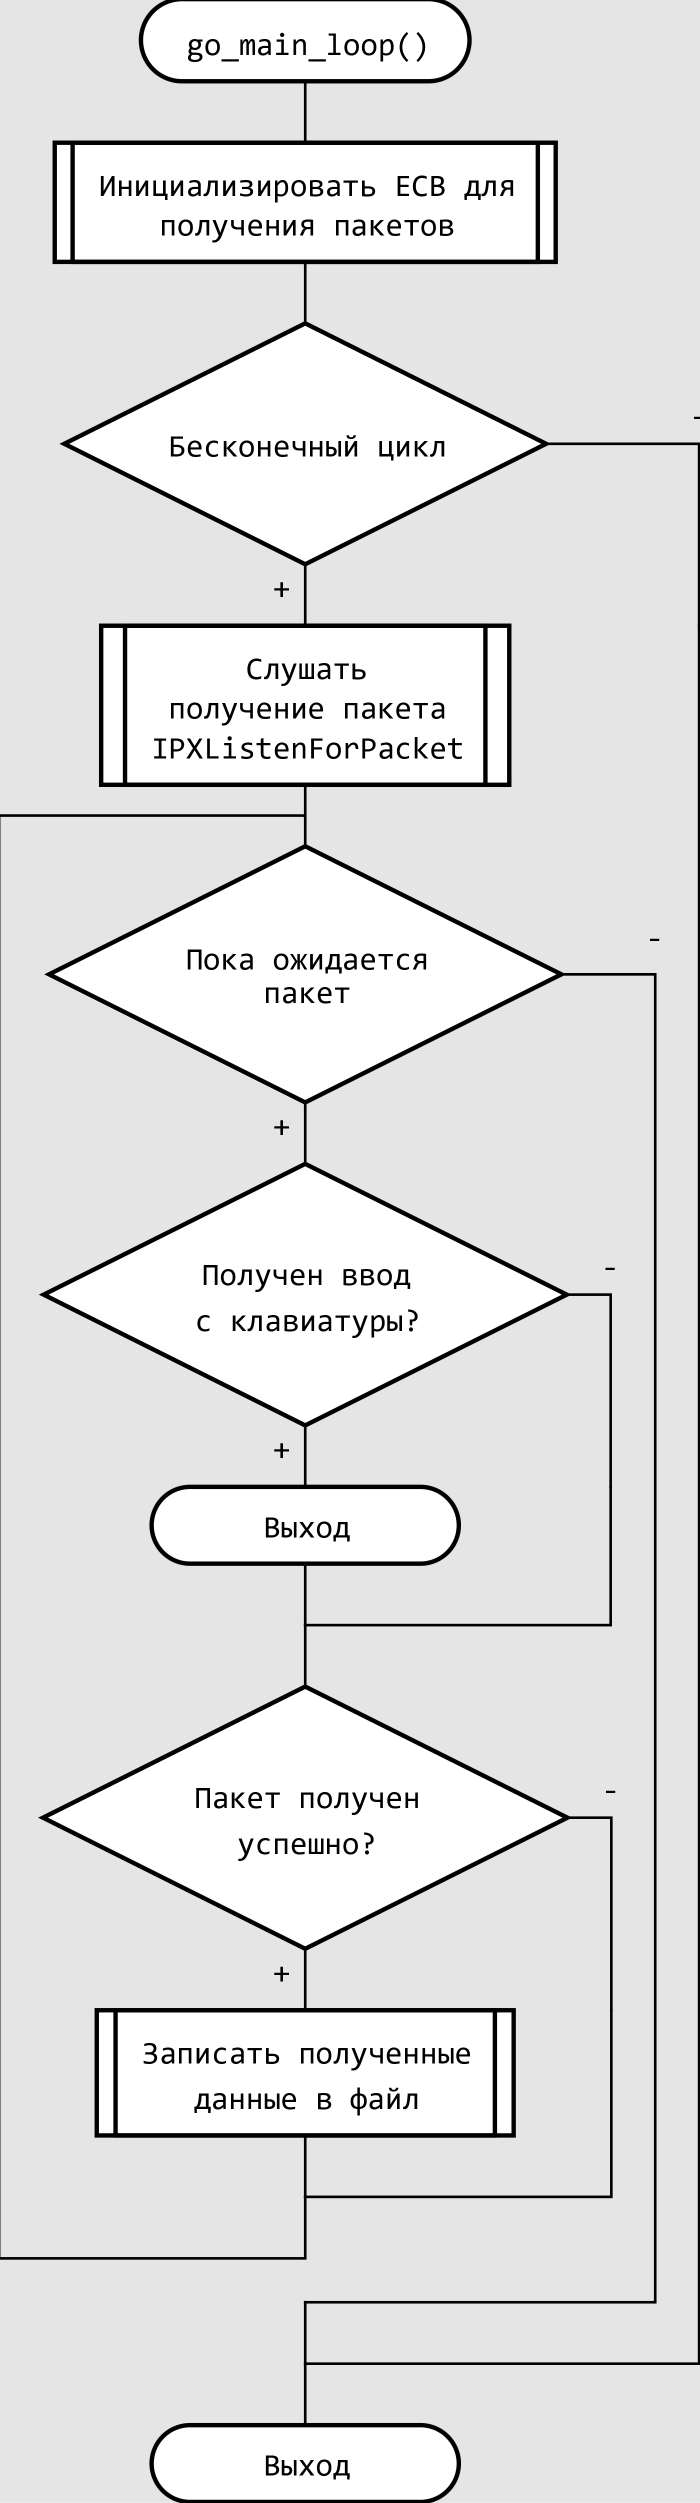 go_main_loop()
Инициализировать ECB для
получения пакетов
Бесконечный цикл
-
+
Слушать
получение пакета
IPXListenForPacket
-
Пока ожидается
пакет
+
-
Получен ввод
с клавиатуры?
+
Выход
-
Пакет получен
успешно?
+
Записать полученные
данные в файл
Выход